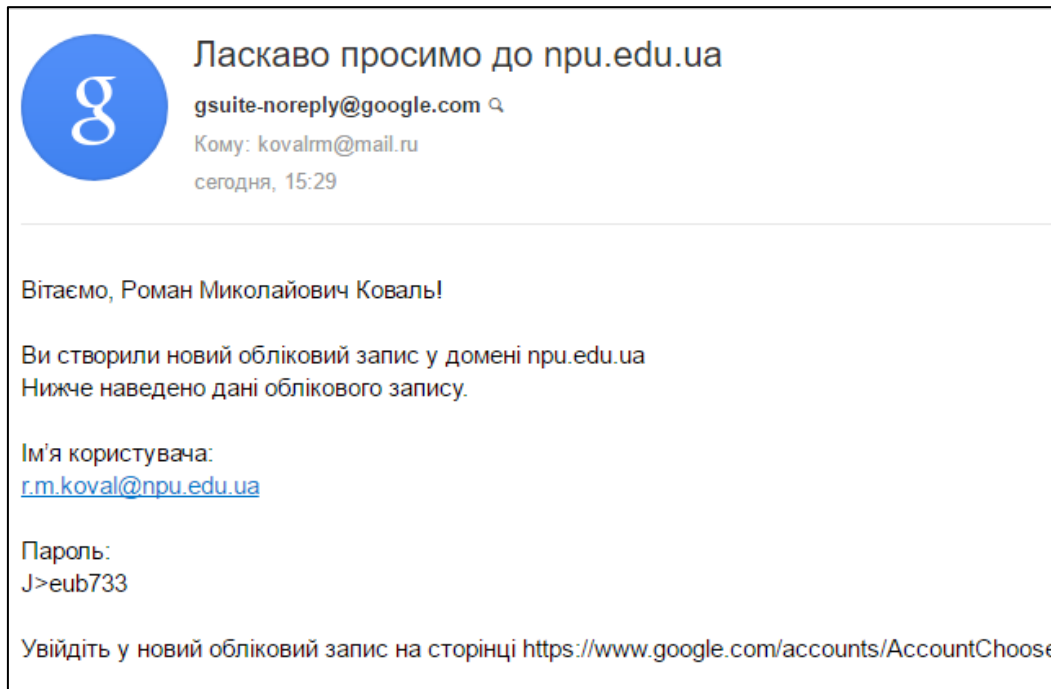 g
Ласкаво просимо до npu.edu.ua
gsuite-noreply@google.com
Кому: kovalrm@mail.ru
сегодня, 15:29
Вітаємо, Роман Миколайович Коваль!
Ви створили новий обліковий запис у домені npu.edu.ua
Нижче наведено дані облікового запису.
Ім’я користувача:
r.m.koval@npu.edu.ua
Пароль:
J>eub733
Увійдіть у новий обліковий запис на сторінці https://www.google.com/accounts/AccountChoose